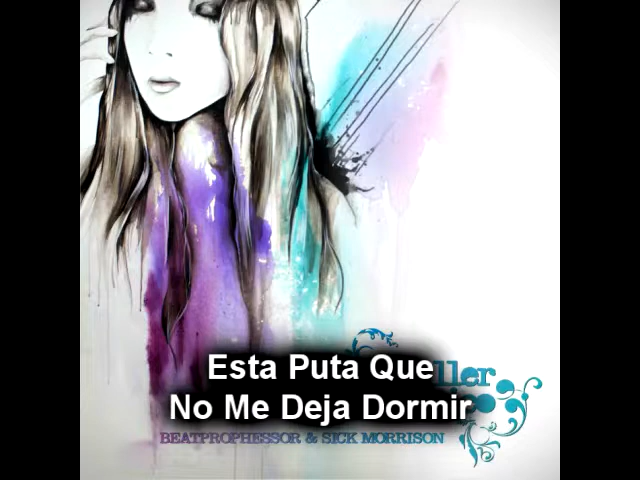 Esta Puta Que
No Me Deja Dormir
BEATPROPHESSOR & SICK MORRISON